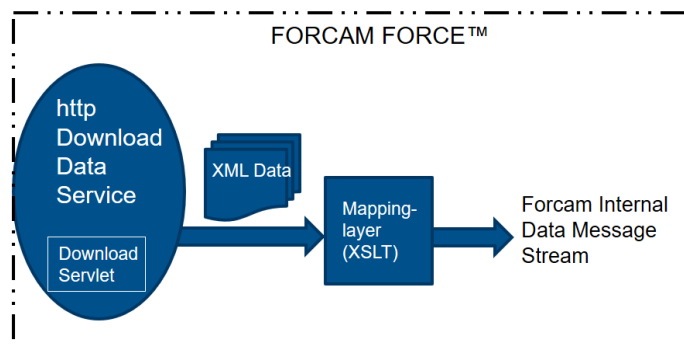 FORCAM FORCE™
http
Download
Data
Service
Download
Servlet
XML Data
Mapping-
layer
(XSLT)
Forcam Internal
Data Message
Stream